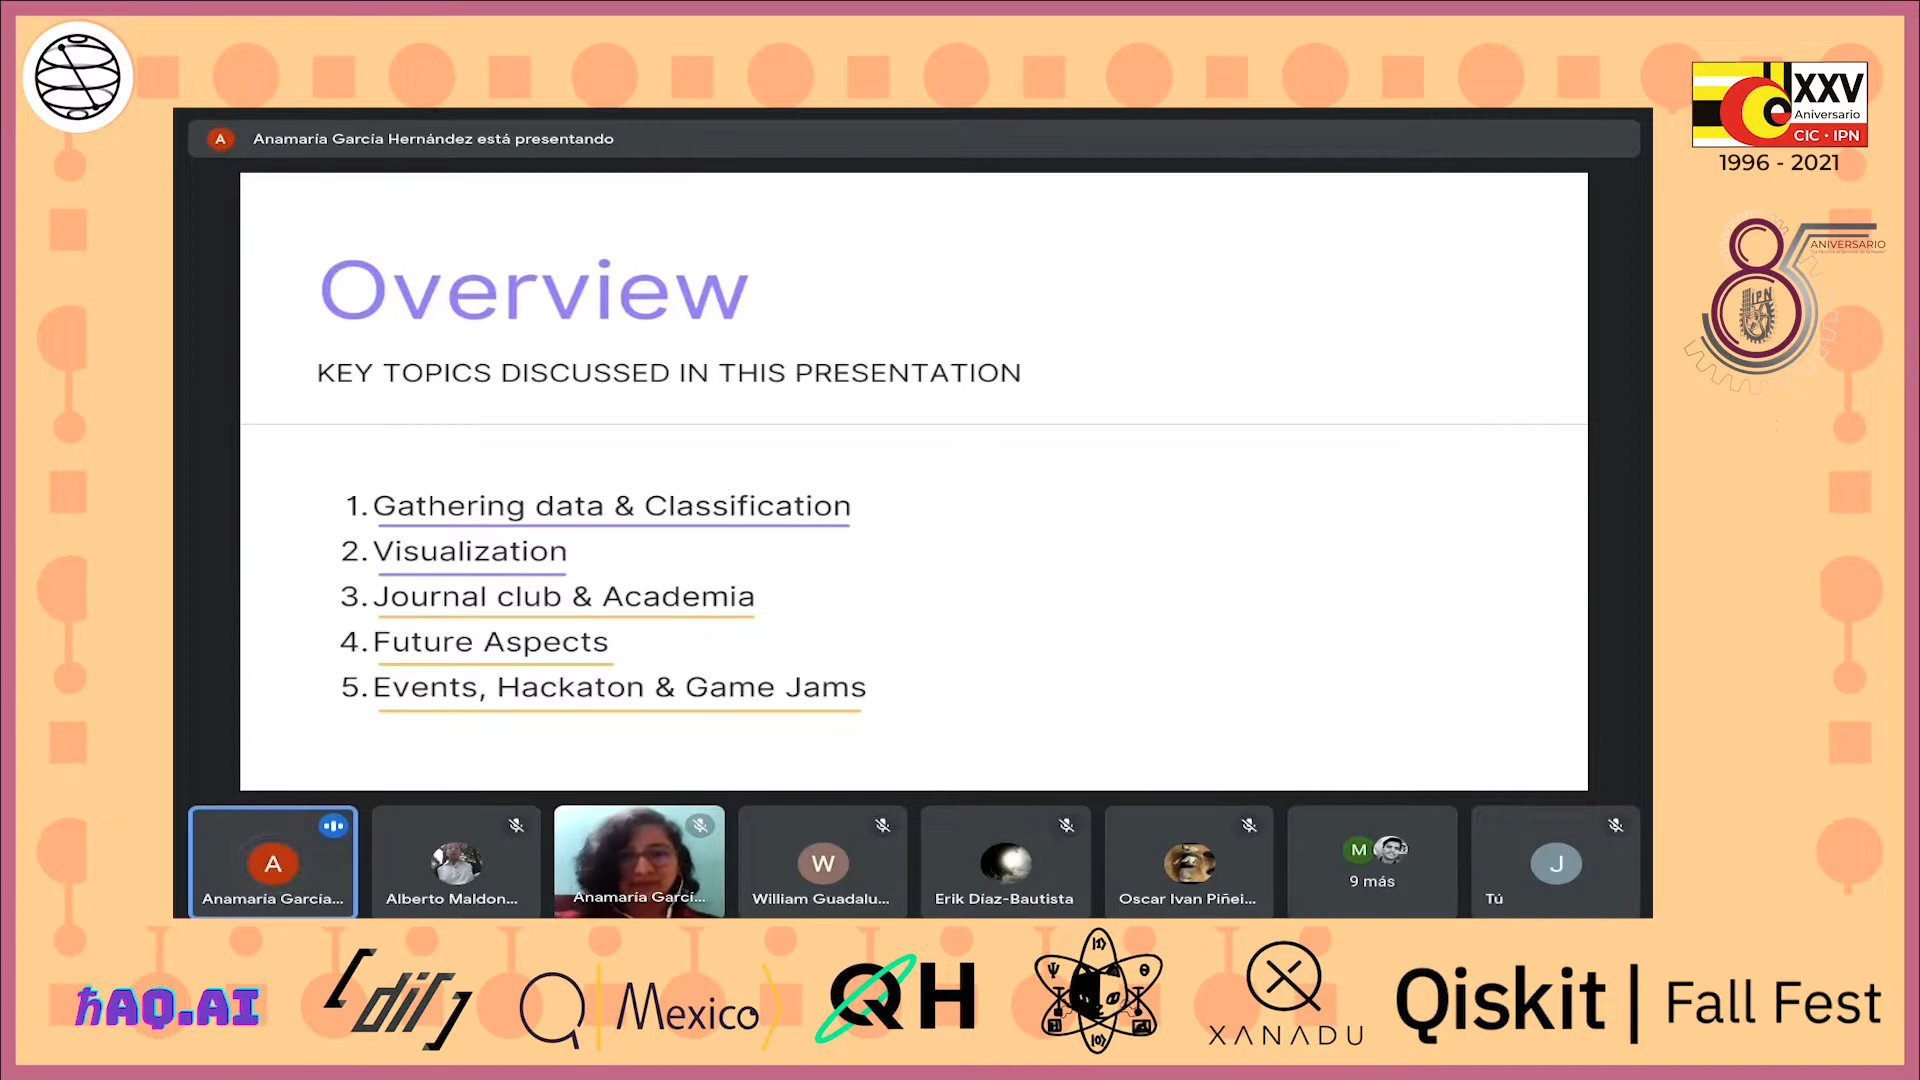 XXV
Aniversario
CIC • IPN
1996 - 2021
A
Anamaría García Hernández está presentando
ANIVERSARIO
IPN
Overview
KEY TOPICS DISCUSSED IN THIS PRESENTATION
1. Gathering data & Classification
2. Visualization
3. Journal club & Academia
4. Future Aspects
5. Events, Hackaton & Game Jams
A
W
M
J
Anamaría García...
Alberto Maldon...
Anamaría Garcí...
William Guadalu...
Erik Díaz-Bautista
Oscar Ivan Piñei...
9 más
Tú
ħAQ.AI
Q Mexico
QH
|1⟩
Ψ
|0⟩
XANADU
Qiskit | Fall Fest